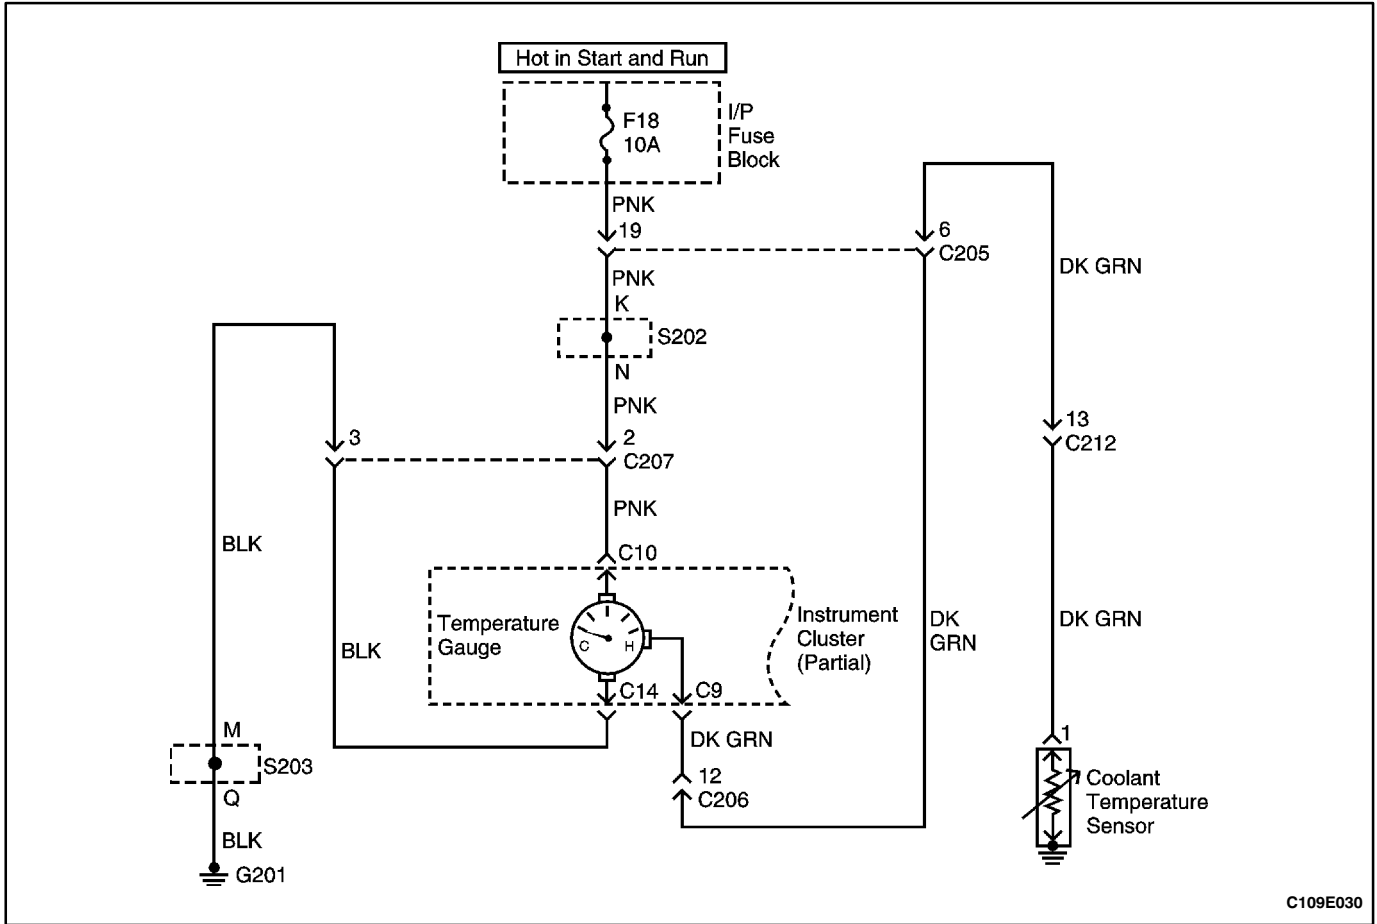 Hot in Start and Run
F18
10A
I/P
Fuse
Block
PNK
19
6
C205
DK GRN
PNK
K
S202
N
PNK
13
C212
3
2
C207
PNK
BLK
C10
Temperature
Gauge
C
H
Instrument
Cluster
(Partial)
DK
GRN
DK GRN
BLK
C14
C9
M
S203
Q
DK GRN
1
12
C206
Coolant
Temperature
Sensor
BLK
G201
C109E030